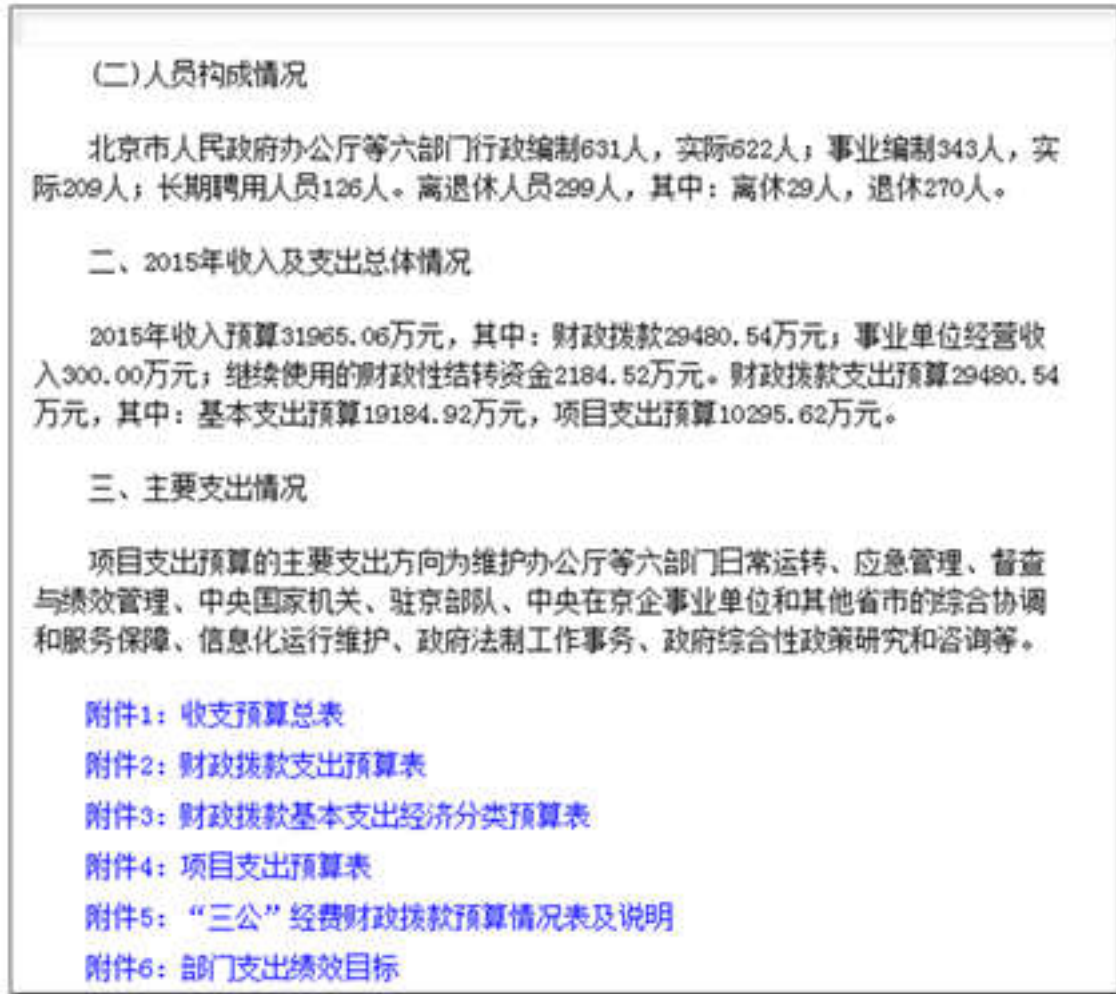 (二)人员构成情况
北京市人民政府办公厅等六部门行政编制631人，实际622人；事业编制343人，实
际209人；长期聘用人员126人。离退休人员299人，其中：离休29人，退休270人。
二、2015年收入及支出总体情况
2015年收入预算31965.06万元，其中：财政拨款29480.54万元；事业单位经营收
入300.00万元；继续使用的财政性结转资金2184.52万元。财政拨款支出预算29480.54
万元，其中：基本支出预算19184.92万元，项目支出预算10295.62万元。
三、主要支出情况
项目支出预算的主要支出方向为维护办公厅等六部门日常运转、应急管理、督查
与绩效管理、中央国家机关、驻京部队、中央在京企事业单位和其他省市的综合协调
和服务保障、信息化运行维护、政府法制工作事务、政府综合性政策研究和咨询等。
附件1：收支预算总表
附件2：财政拨款支出预算表
附件3：财政拨款基本支出经济分类预算表
附件4：项目支出预算表
附件5：“三公”经费财政拨款预算情况表及说明
附件6：部门支出绩效目标